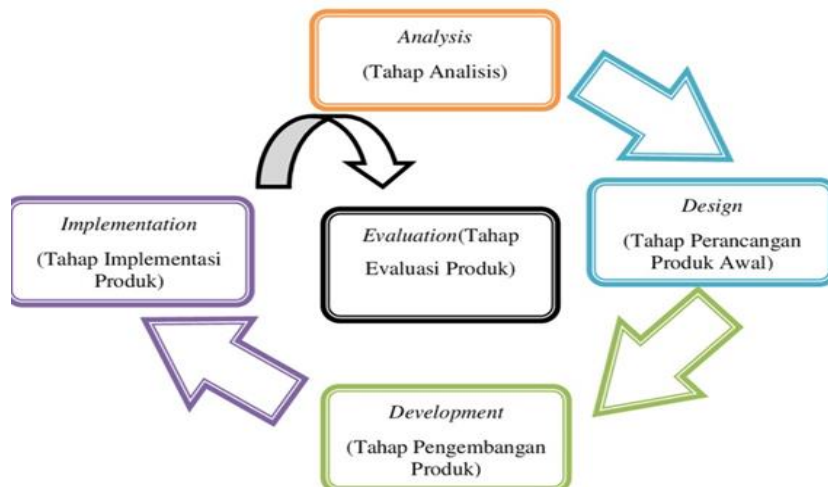 Analysis
(Tahap Analisis)
Design
(Tahap Perancangan
Produk Awal)
Development
(Tahap Pengembangan
Produk)
Implementation
(Tahap Implementasi
Produk)
Evaluation(Tahap
Evaluasi Produk)